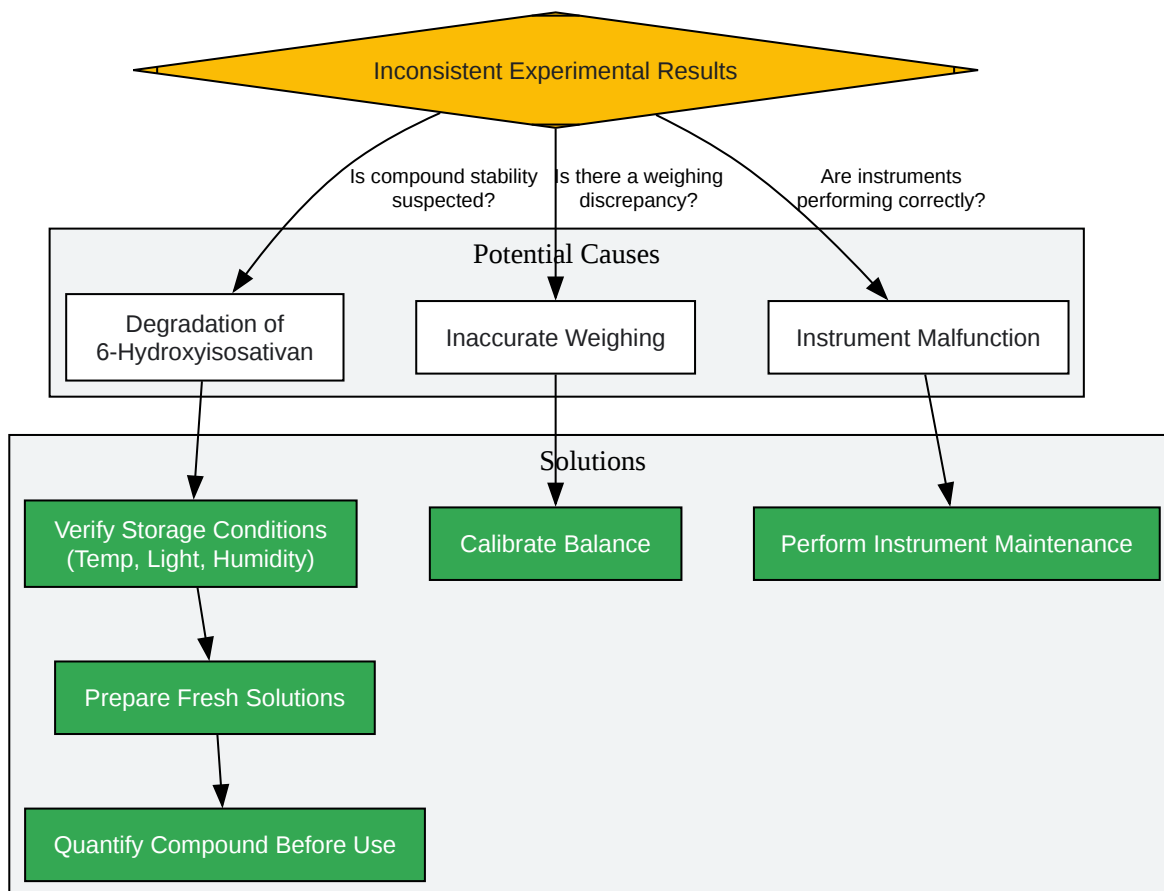 Inconsistent Experimental Results
Is compound stability
suspected?
Is there a weighing
discrepancy?
Are instruments
performing correctly?
Potential Causes
Degradation of
6-Hydroxyisosativan
Inaccurate Weighing
Instrument Malfunction
Solutions
Verify Storage Conditions
(Temp, Light, Humidity)
Calibrate Balance
Perform Instrument Maintenance
Prepare Fresh Solutions
Quantify Compound Before Use